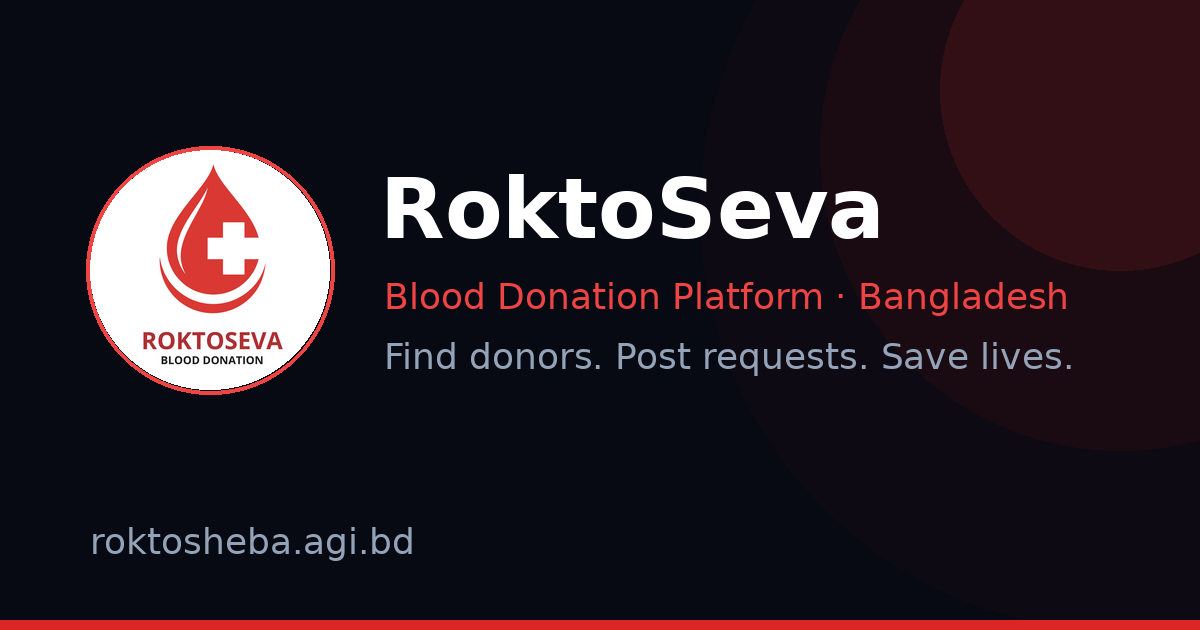 ROKTOSEVA
BLOOD DONATION
RoktoSeva
Blood Donation Platform · Bangladesh
Find donors. Post requests. Save lives.
roktosheba.agi.bd